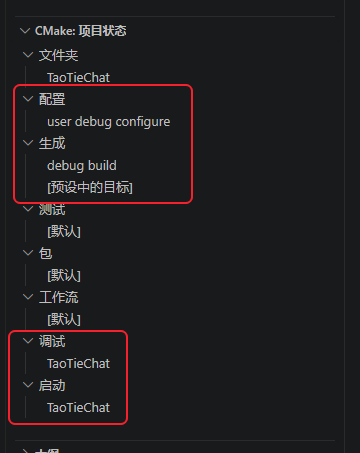 CMake: 项目状态
文件夹
TaoTieChat
配置
user debug configure
生成
debug build
[预设中的目标]
测试
[默认]
包
[默认]
工作流
[默认]
调试
TaoTieChat
启动
TaoTieChat